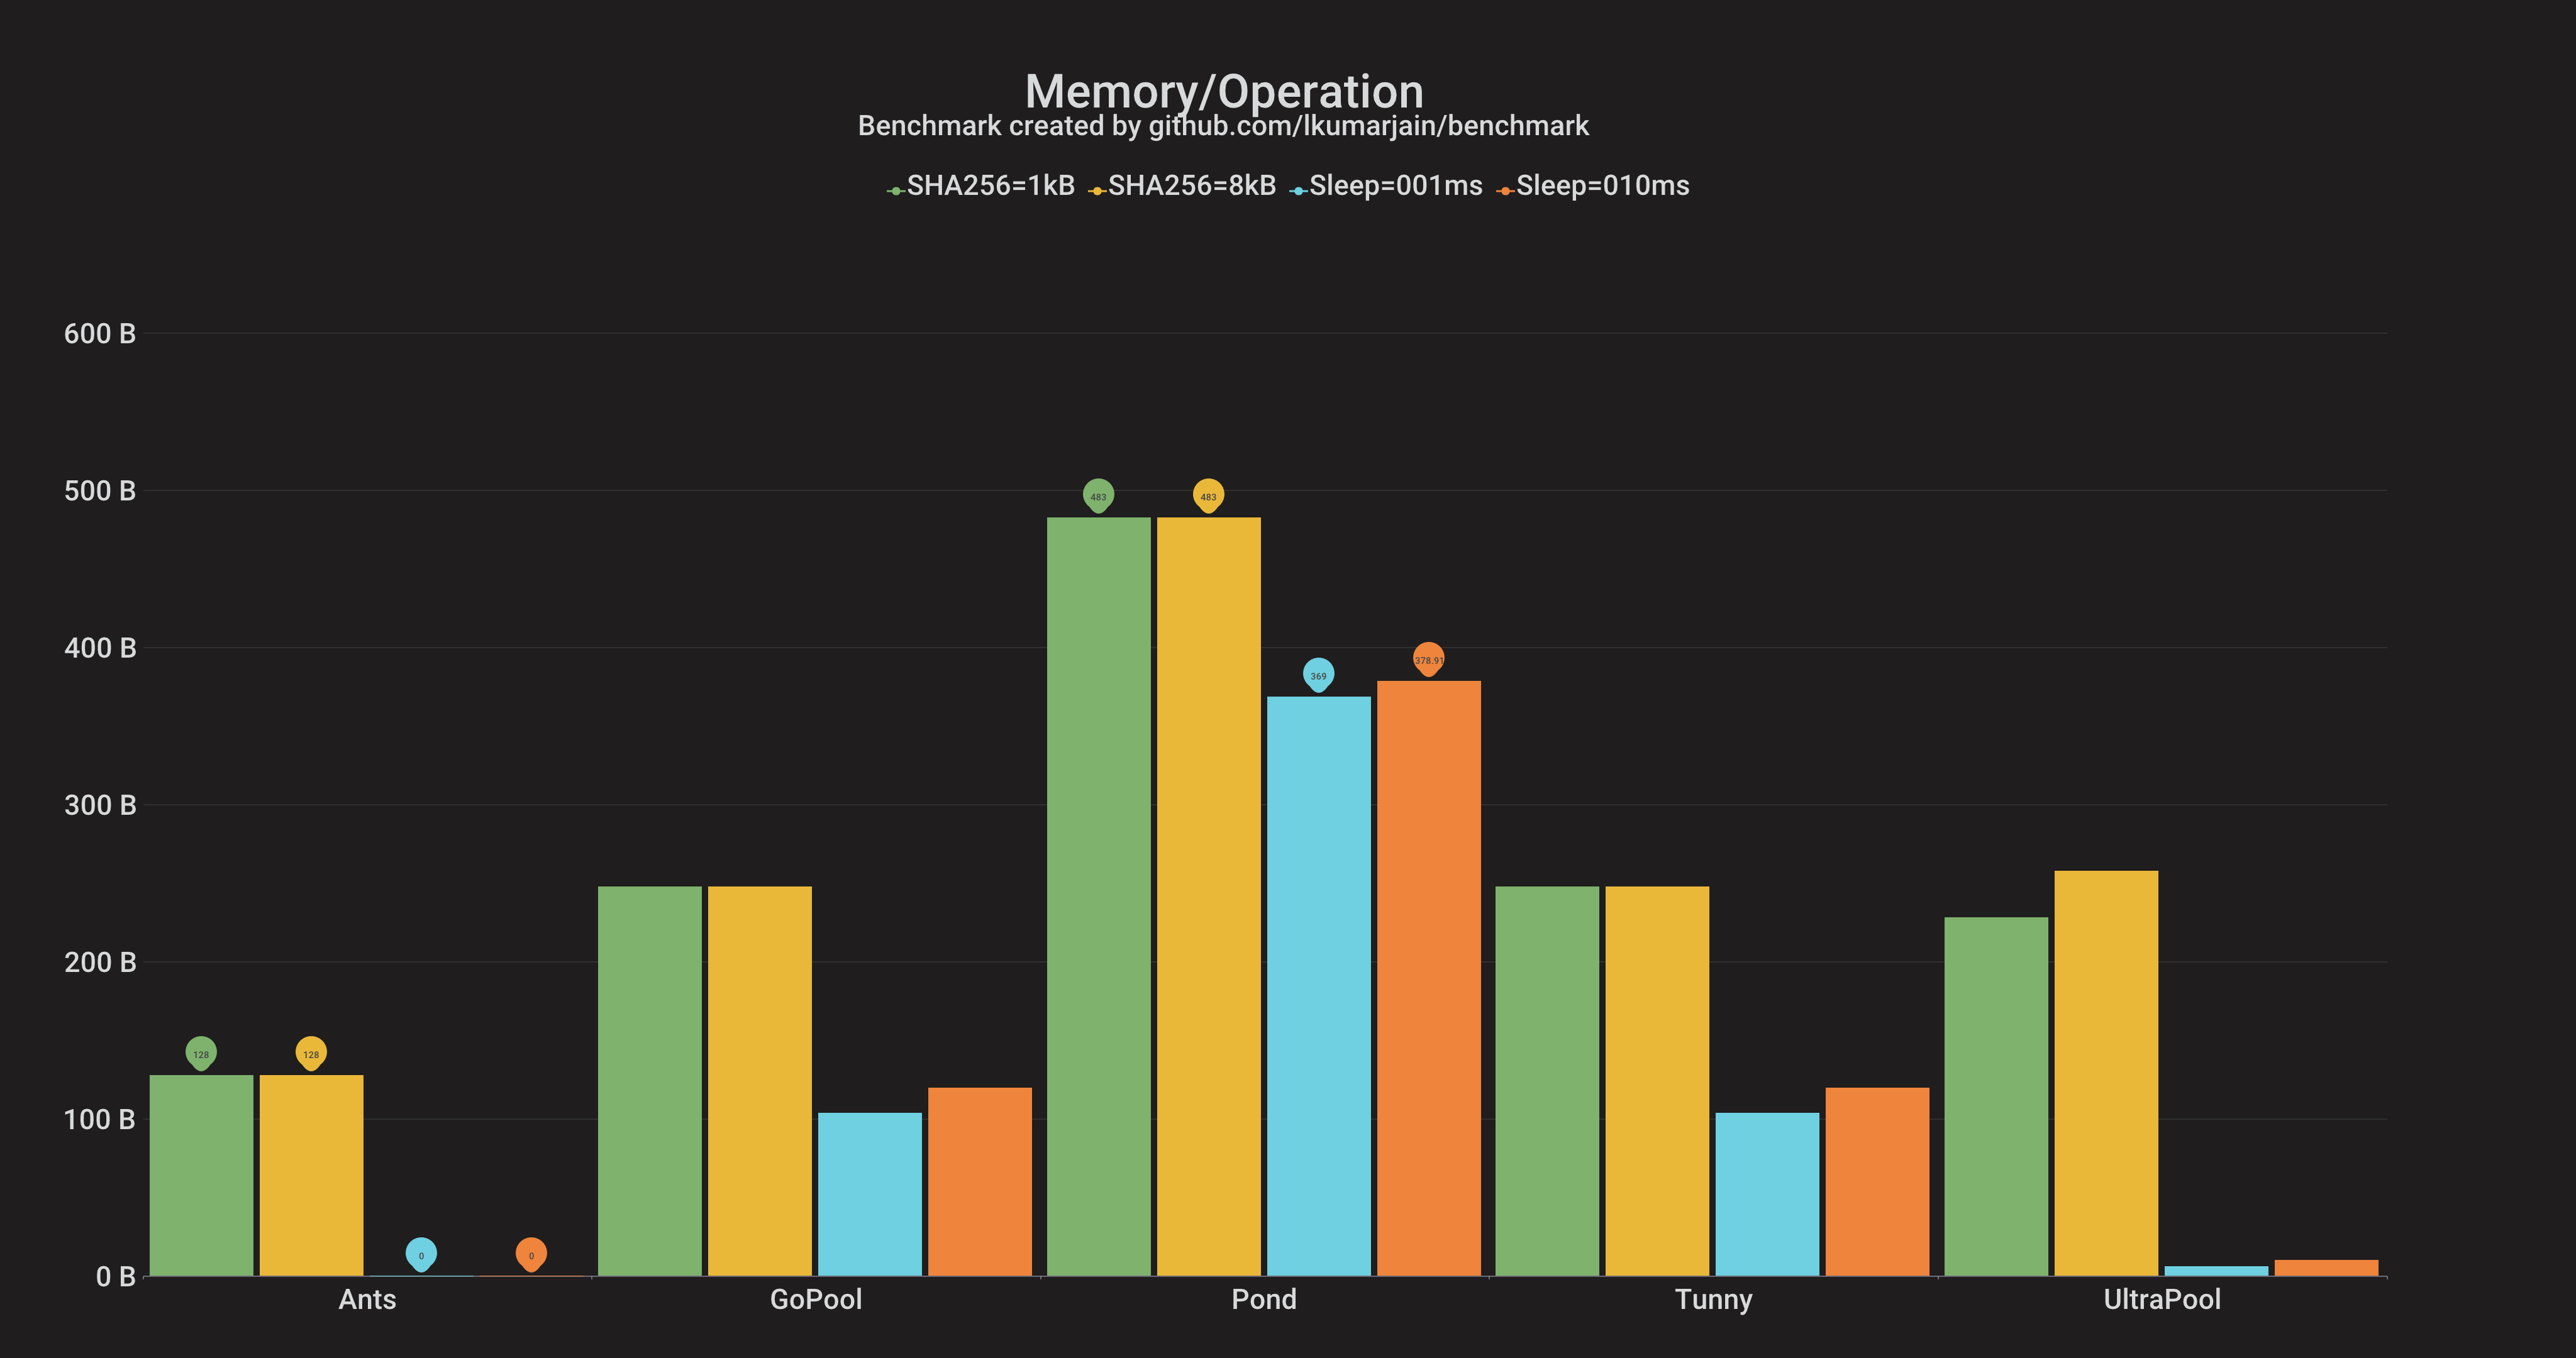 Memory/Operation
Benchmark created by github.com/lkumarjain/benchmark
SHA256=1kB SHA256=8kB Sleep=001ms Sleep=010ms
600 B
500 B
483 483
400 B
378.91
369
300 B
200 B
128 128
100 B
0 0
0 B
Ants GoPool Pond Tunny UltraPool